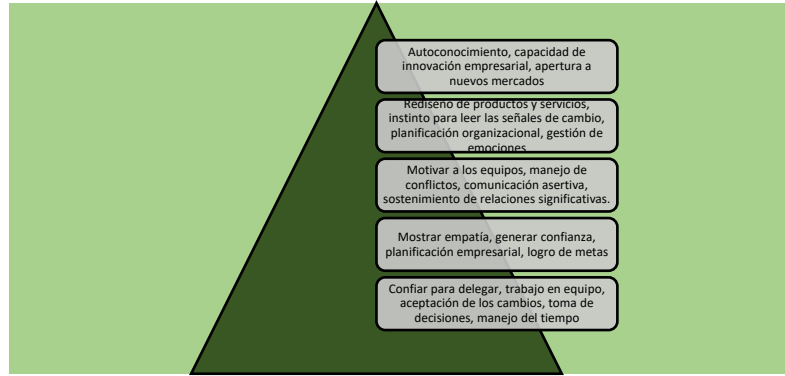 Autoconocimiento, capacidad de
innovación empresarial, apertura a
nuevos mercados
Rediseño de productos y servicios,
instinto para leer las señales de cambio,
planificación organizacional, gestión de
emociones
Motivar a los equipos, manejo de
conflictos, comunicación asertiva,
sostenimiento de relaciones significativas.
Mostrar empatía, generar confianza,
planificación empresarial, logro de metas
Confiar para delegar, trabajo en equipo,
aceptación de los cambios, toma de
decisiones, manejo del tiempo